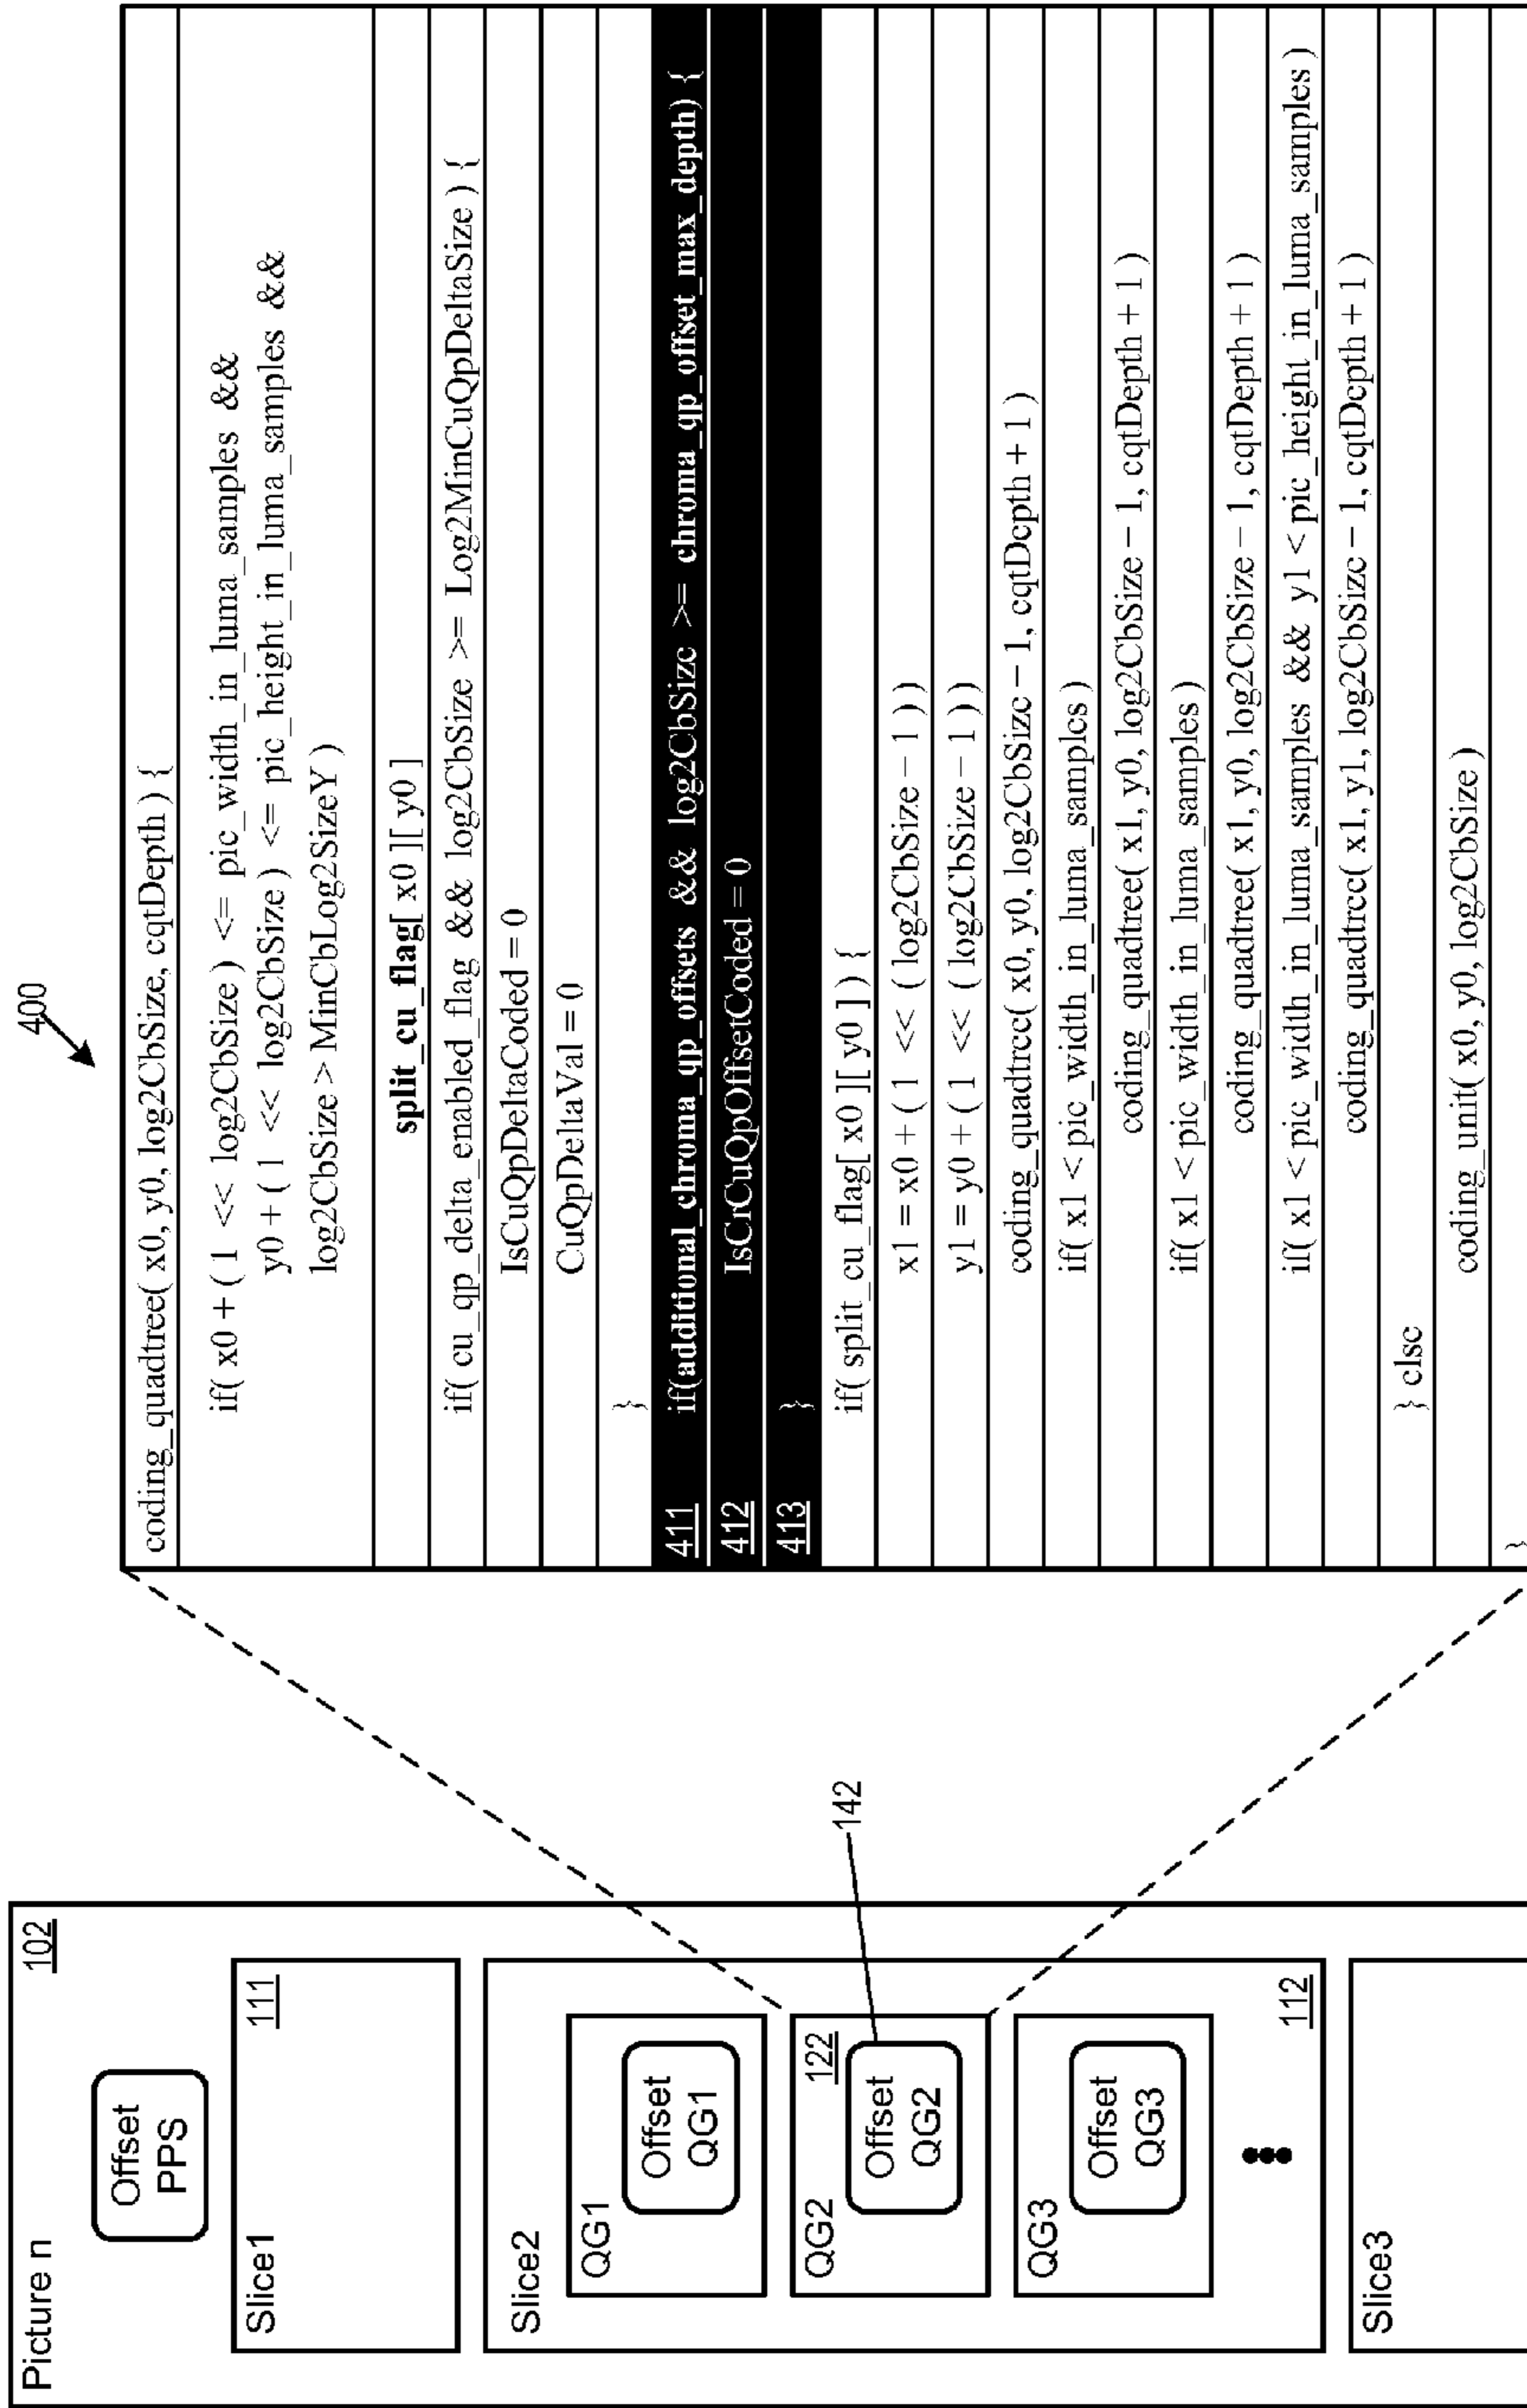 400
Picture n
102
Offset
PPS
Slice1
111
Slice2
QG1
Offset
QG1
QG2
122
Offset
QG2
142
QG3
Offset
QG3
112
Slice3
coding_quadtree( x0, y0, log2CbSize, cqtDepth ) {
if( x0 + ( 1 << log2CbSize ) <= pic_width_in_luma_samples &&
y0 + ( 1 << log2CbSize ) <= pic_height_in_luma_samples &&
log2CbSize > MinCbLog2SizeY )
split_cu_flag[ x0 ][ y0 ]
if( cu_qp_delta_enabled_flag && log2CbSize >= Log2MinCuQpDeltaSize ) {
IsCuQpDeltaCoded = 0
CuQpDeltaVal = 0
}
411 if(additional_chroma_qp_offsets && log2CbSize >= chroma_qp_offset_max_depth) {
412 IsCrCuQpOffsetCoded = 0
413 }
if( split_cu_flag[ x0 ][ y0 ] ) {
x1 = x0 + ( 1 << ( log2CbSize − 1 ) )
y1 = y0 + ( 1 << ( log2CbSize − 1 ) )
coding_quadtree( x0, y0, log2CbSize − 1, cqtDepth + 1 )
if( x1 < pic_width_in_luma_samples )
coding_quadtree( x1, y0, log2CbSize − 1, cqtDepth + 1 )
if( x1 < pic_width_in_luma_samples )
coding_quadtree( x1, y0, log2CbSize − 1, cqtDepth + 1 )
if( x1 < pic_width_in_luma_samples && y1 < pic_height_in_luma_samples )
coding_quadtree( x1, y1, log2CbSize − 1, cqtDepth + 1 )
} else
coding_unit( x0, y0, log2CbSize )
}